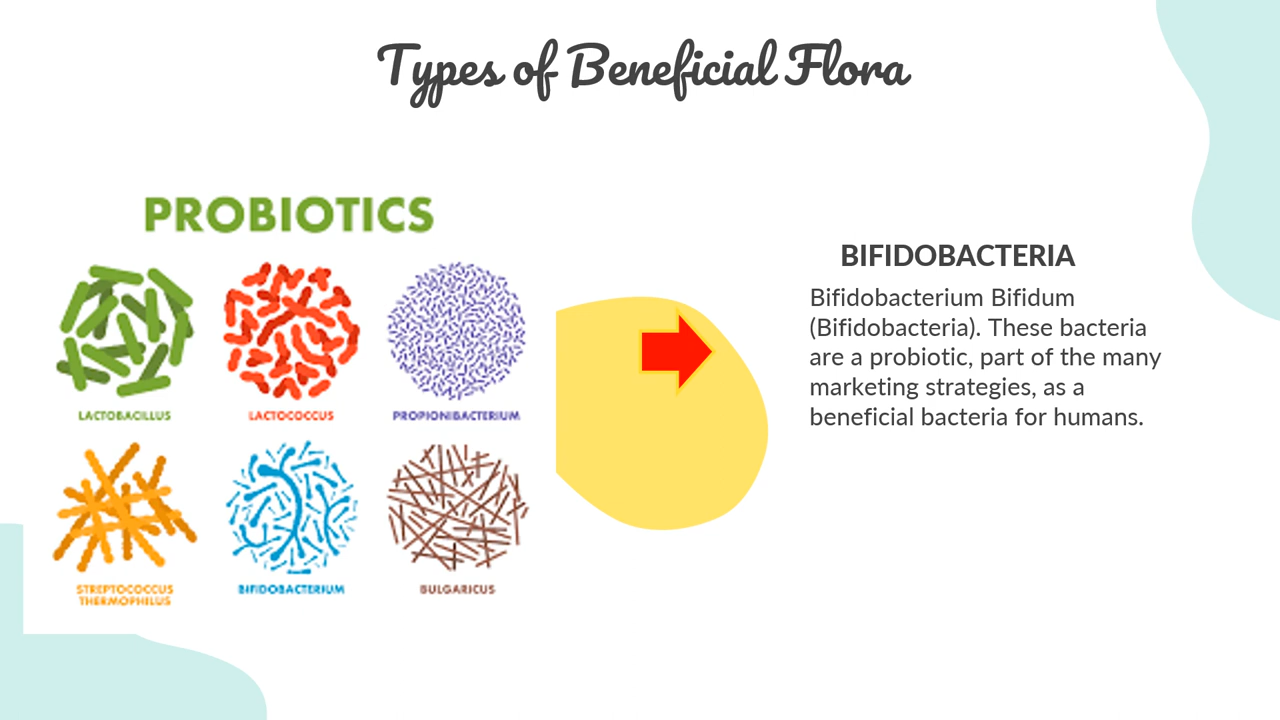 Types of Beneficial Flora
PROBIOTICS
LACTOBACILLUS
LACTOCOCCUS
PROPIONIBACTERIUM
STREPTOCOCCUS
THERMOPHILUS
BIFIDOBACTERIUM
BULGARICUS
BIFIDOBACTERIA
Bifidobacterium Bifidum
(Bifidobacteria). These bacteria
are a probiotic, part of the many
marketing strategies, as a
beneficial bacteria for humans.